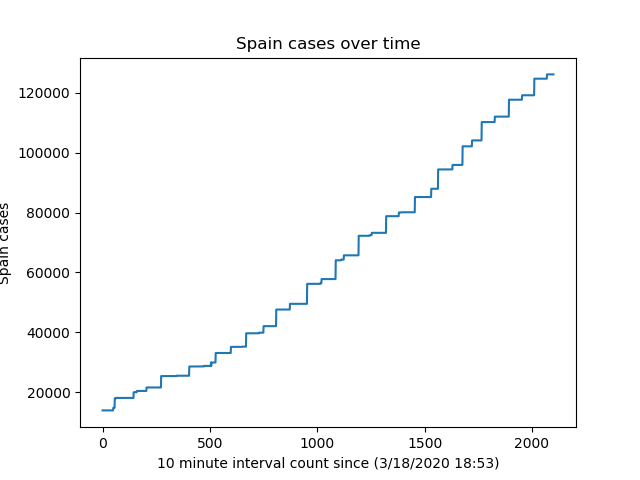 Spain cases over time
120000
100000
80000
60000
40000
20000
Spain cases
0 500 1000 1500 2000
10 minute interval count since (3/18/2020 18:53)